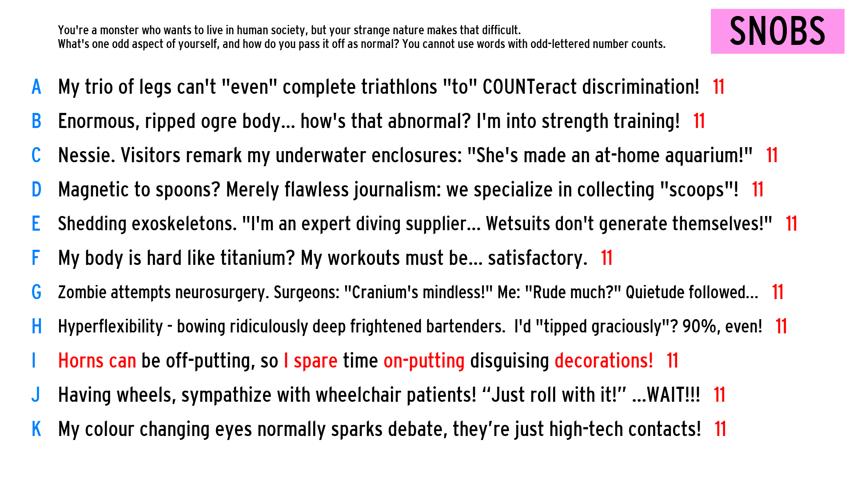 You're a monster who wants to live in human society, but your strange nature makes that difficult.
What's one odd aspect of yourself, and how do you pass it off as normal? You cannot use words with odd-lettered number counts.
SNOBS
A My trio of legs can't "even" complete triathlons "to" COUNTeract discrimination! 11
B Enormous, ripped ogre body... how's that abnormal? I'm into strength training! 11
C Nessie. Visitors remark my underwater enclosures: "She's made an at-home aquarium!" 11
D Magnetic to spoons? Merely flawless journalism: we specialize in collecting "scoops"! 11
E Shedding exoskeletons. "I'm an expert diving supplier... Wetsuits don't generate themselves!" 11
F My body is hard like titanium? My workouts must be... satisfactory. 11
G Zombie attempts neurosurgery. Surgeons: "Cranium's mindless!" Me: "Rude much?" Quietude followed... 11
H Hyperflexibility - bowing ridiculously deep frightened bartenders. I'd "tipped graciously"? 90%, even! 11
I Horns can be off-putting, so I spare time on-putting disguising decorations! 11
J Having wheels, sympathize with wheelchair patients! “Just roll with it!” ...WAIT!!! 11
K My colour changing eyes normally sparks debate, they’re just high-tech contacts! 11